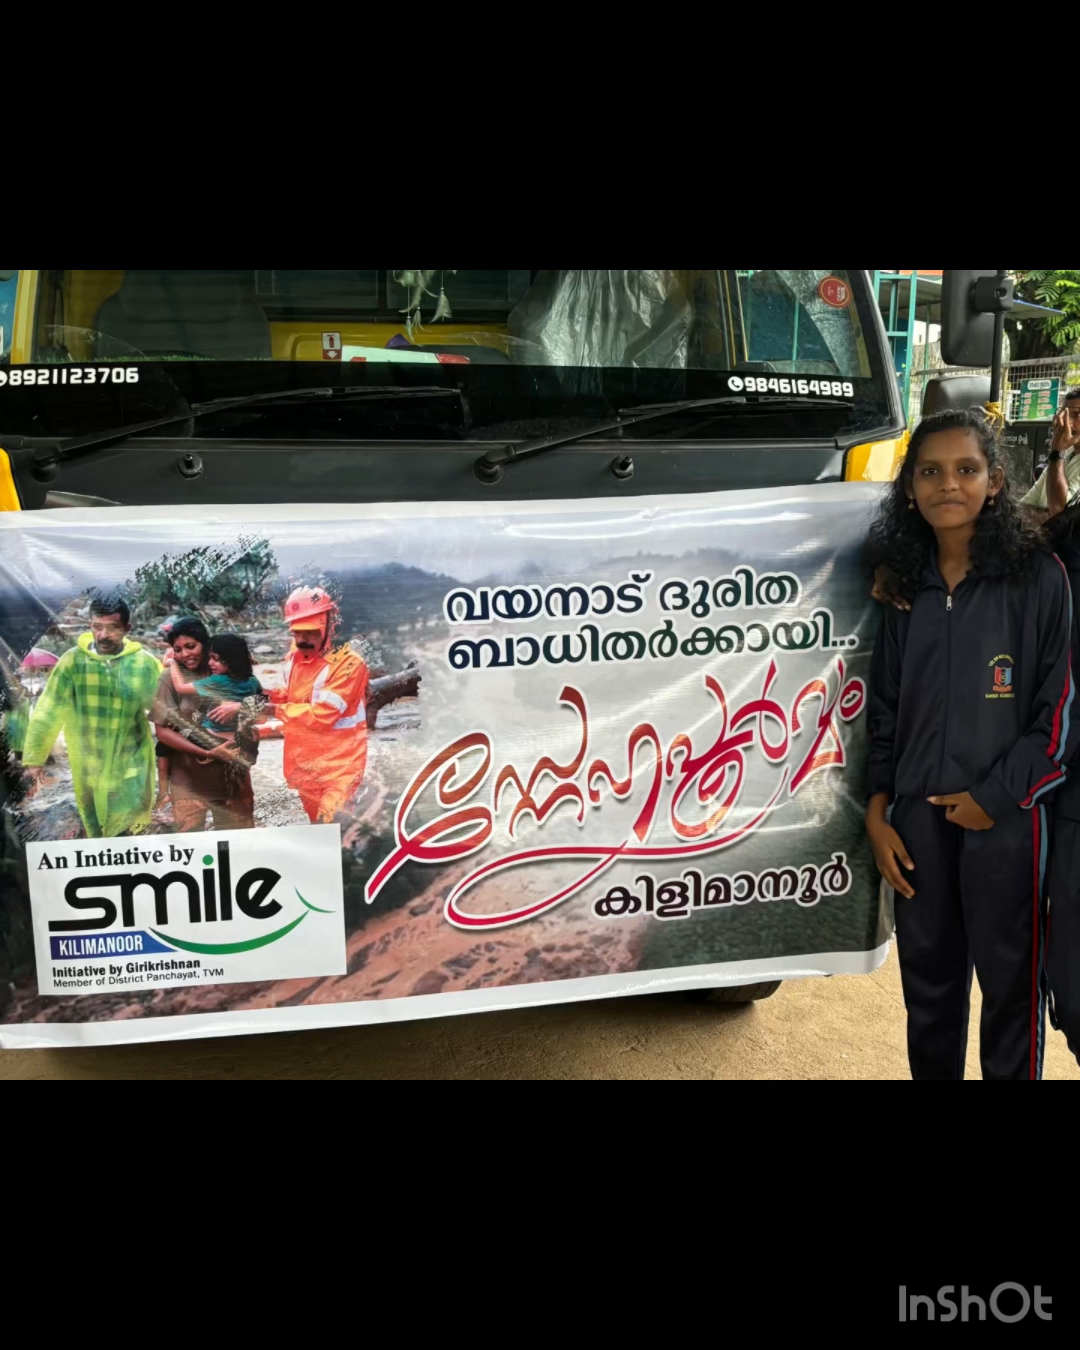 8921123706
9846164989
വയനാട് ദുരിത
ബാധിതർക്കായി...
സ്നേഹപൂർവ്വം
കിളിമാനൂർ
An Intiative by
smile
KILIMANOOR
Initiative by Girikrishnan
Member of District Panchayat, TVM
InShOt